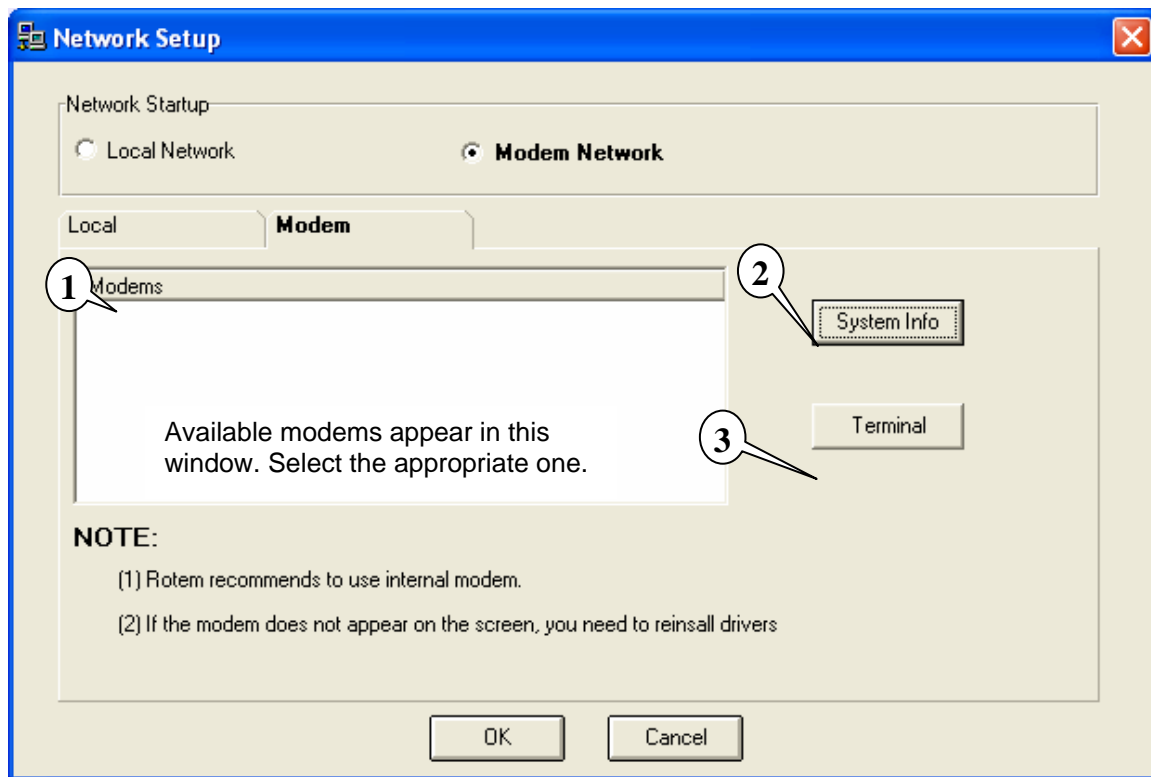 Network Setup
Network Startup
Local Network
Modem Network
Local
Modem
1
Modems
2
System Info
Available modems appear in this
window. Select the appropriate one.
3
Terminal
NOTE:
(1) Rotem recommends to use internal modem.
(2) If the modem does not appear on the screen, you need to reinsall drivers
OK
Cancel